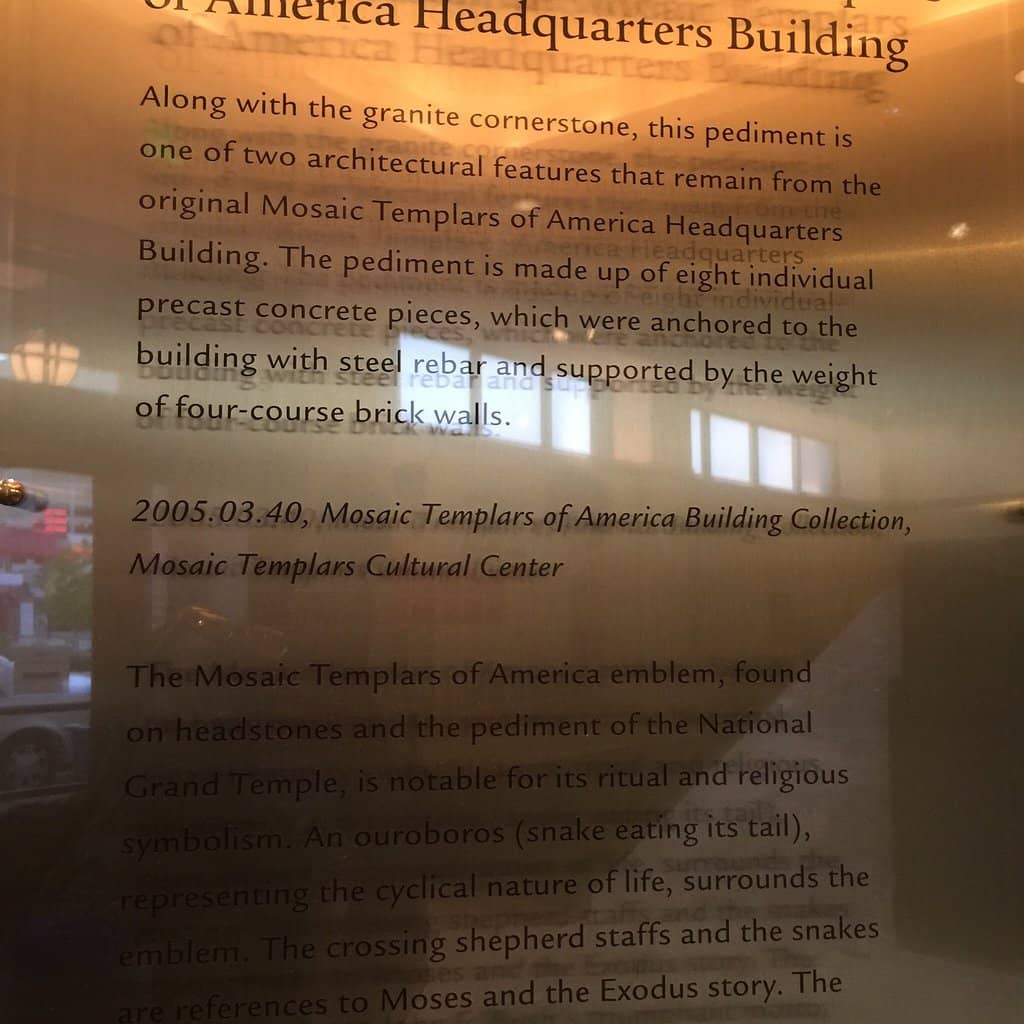 of America Headquarters Building
Along with the granite cornerstone, this pediment is
one of two architectural features that remain from the
original Mosaic Templars of America Headquarters
Building. The pediment is made up of eight individual
precast concrete pieces, which were anchored to the
building with steel rebar and supported by the weight
of four-course brick walls.
2005.03.40, Mosaic Templars of America Building Collection,
Mosaic Templars Cultural Center
The Mosaic Templars of America emblem, found
on headstones and the pediment of the National
Grand Temple, is notable for its ritual and religious
symbolism. An ouroboros (snake eating its tail),
representing the cyclical nature of life, surrounds the
emblem. The crossing shepherd staffs and the snakes
are references to Moses and the Exodus story. The